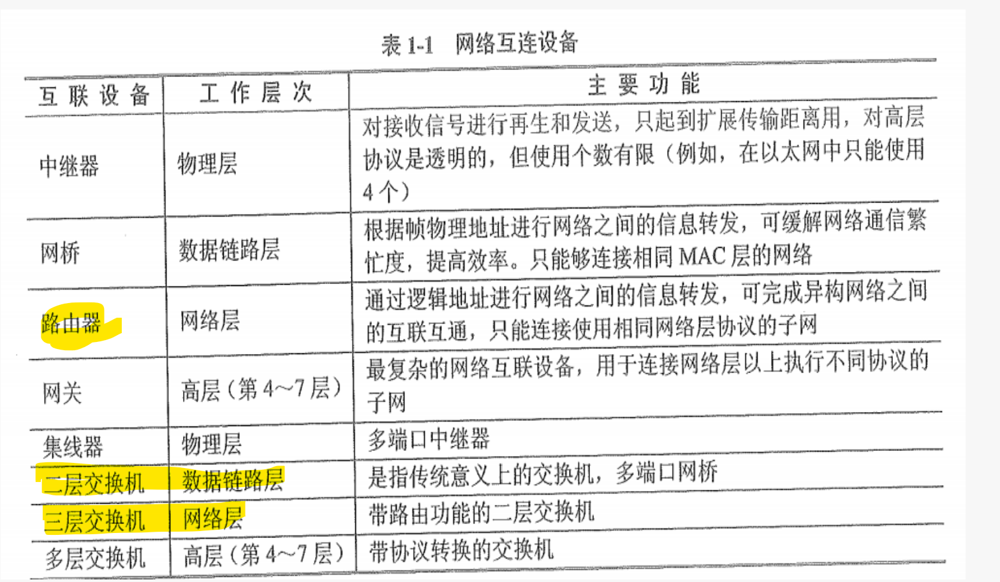 表 1-1 网络互连设备
互联设备 工作层次 主要功能
对接收信号进行再生和发送，只起到扩展传输距离用，对高层
中继器 物理层 协议是透明的，但使用个数有限（例如，在以太网中只能使用
4 个）
网桥 数据链路层 根据帧物理地址进行网络之间的信息转发，可缓解网络通信繁
忙度，提高效率。只能够连接相同 MAC 层的网络
路由器 网络层 通过逻辑地址进行网络之间的信息转发，可完成异构网络之间
的互联互通，只能连接使用相同网络层协议的子网
网关 高层（第 4～7 层） 最复杂的网络互联设备，用于连接网络层以上执行不同协议的
子网
集线器 物理层 多端口中继器
二层交换机 数据链路层 是指传统意义上的交换机，多端口网桥
三层交换机 网络层 带路由功能的二层交换机
多层交换机 高层（第 4～7 层） 带协议转换的交换机